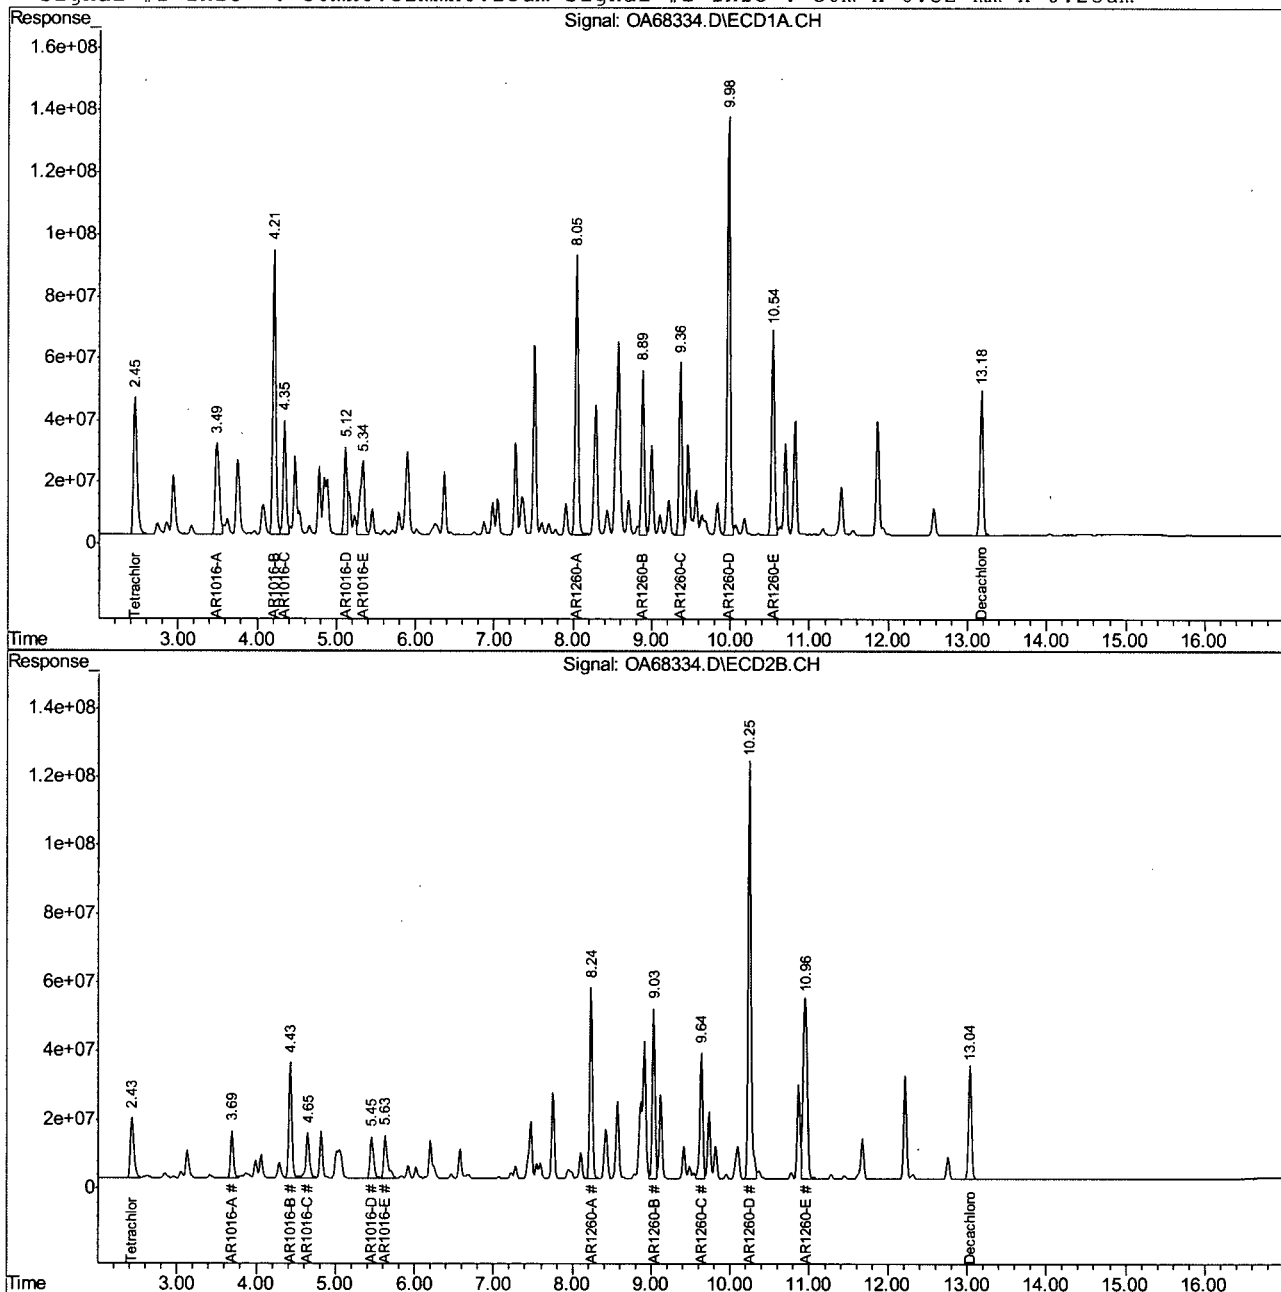 Response_
Signal: OA68334.D\ECD1A.CH
1.6e+08
1.4e+08
1.2e+08
1e+08
8e+07
6e+07
4e+07
2e+07
0
2.45
3.49
4.21
4.35
5.12
5.34
8.05
8.89
9.36
9.98
10.54
13.18
Tetrachlor
AR1016-A
AR1016-B
AR1016-C
AR1016-D
AR1016-E
AR1260-A
AR1260-B
AR1260-C
AR1260-D
AR1260-E
Decachloro
Time 3.00 4.00 5.00 6.00 7.00 8.00 9.00 10.00 11.00 12.00 13.00 14.00 15.00 16.00
Response_
Signal: OA68334.D\ECD2B.CH
1.4e+08
1.2e+08
1e+08
8e+07
6e+07
4e+07
2e+07
0
2.43
3.69
4.43
4.65
5.45
5.63
8.24
9.03
9.64
10.25
10.96
13.04
Tetrachlor
AR1016-A #
AR1016-B #
AR1016-C #
AR1016-D #
AR1016-E #
AR1260-A #
AR1260-B #
AR1260-C #
AR1260-D #
AR1260-E #
Decachloro
Time 3.00 4.00 5.00 6.00 7.00 8.00 9.00 10.00 11.00 12.00 13.00 14.00 15.00 16.00